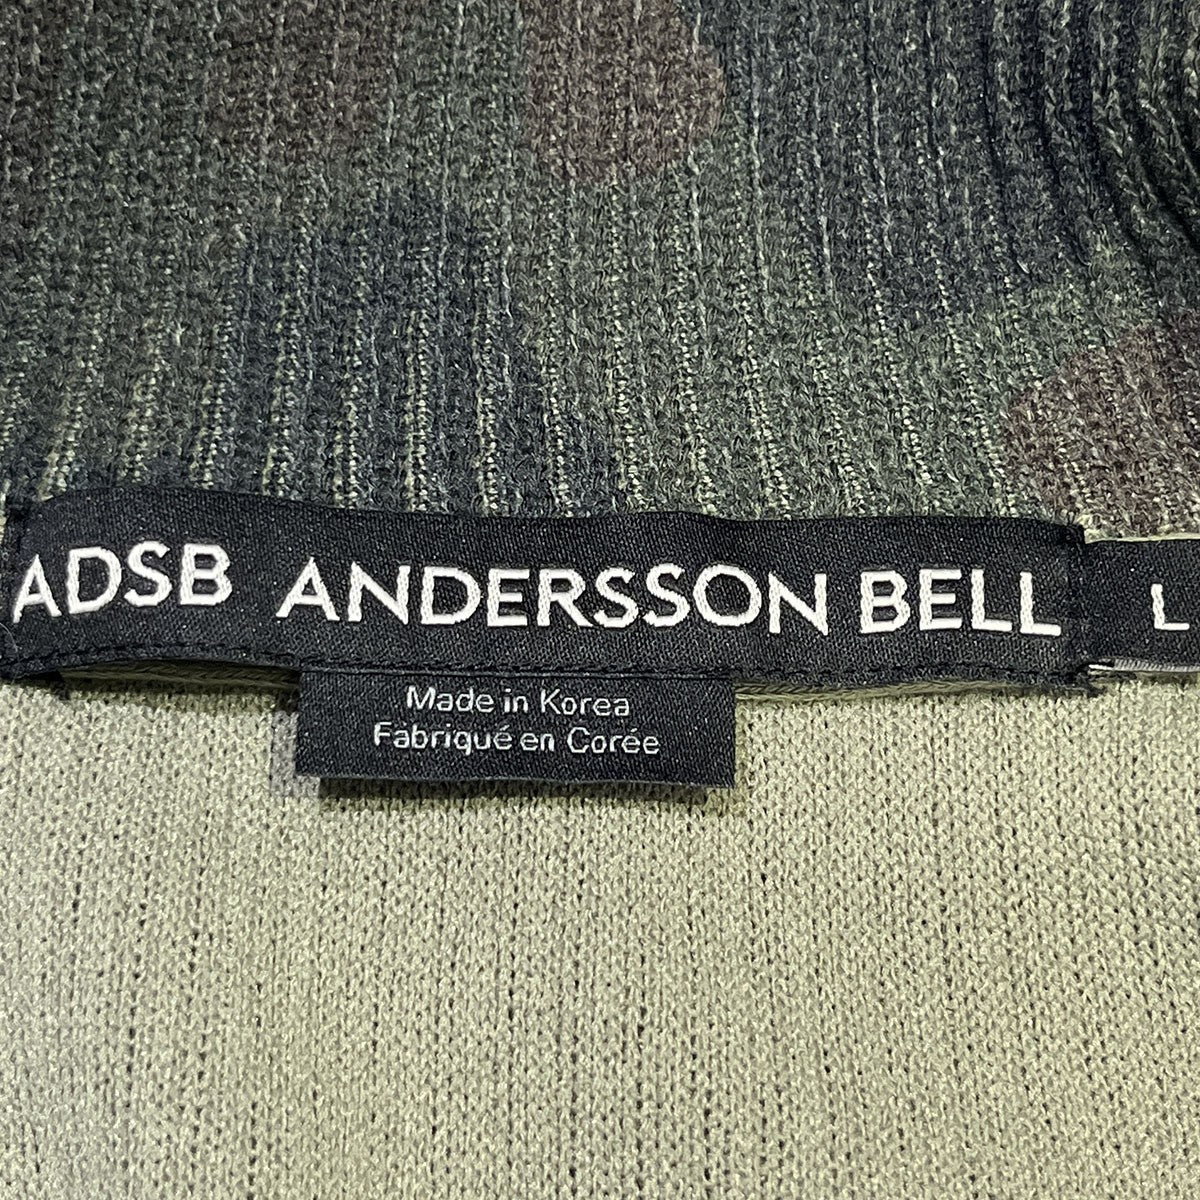 ADSB ANDERSSON BELL L
Made in Korea
Fabriqué en Corée